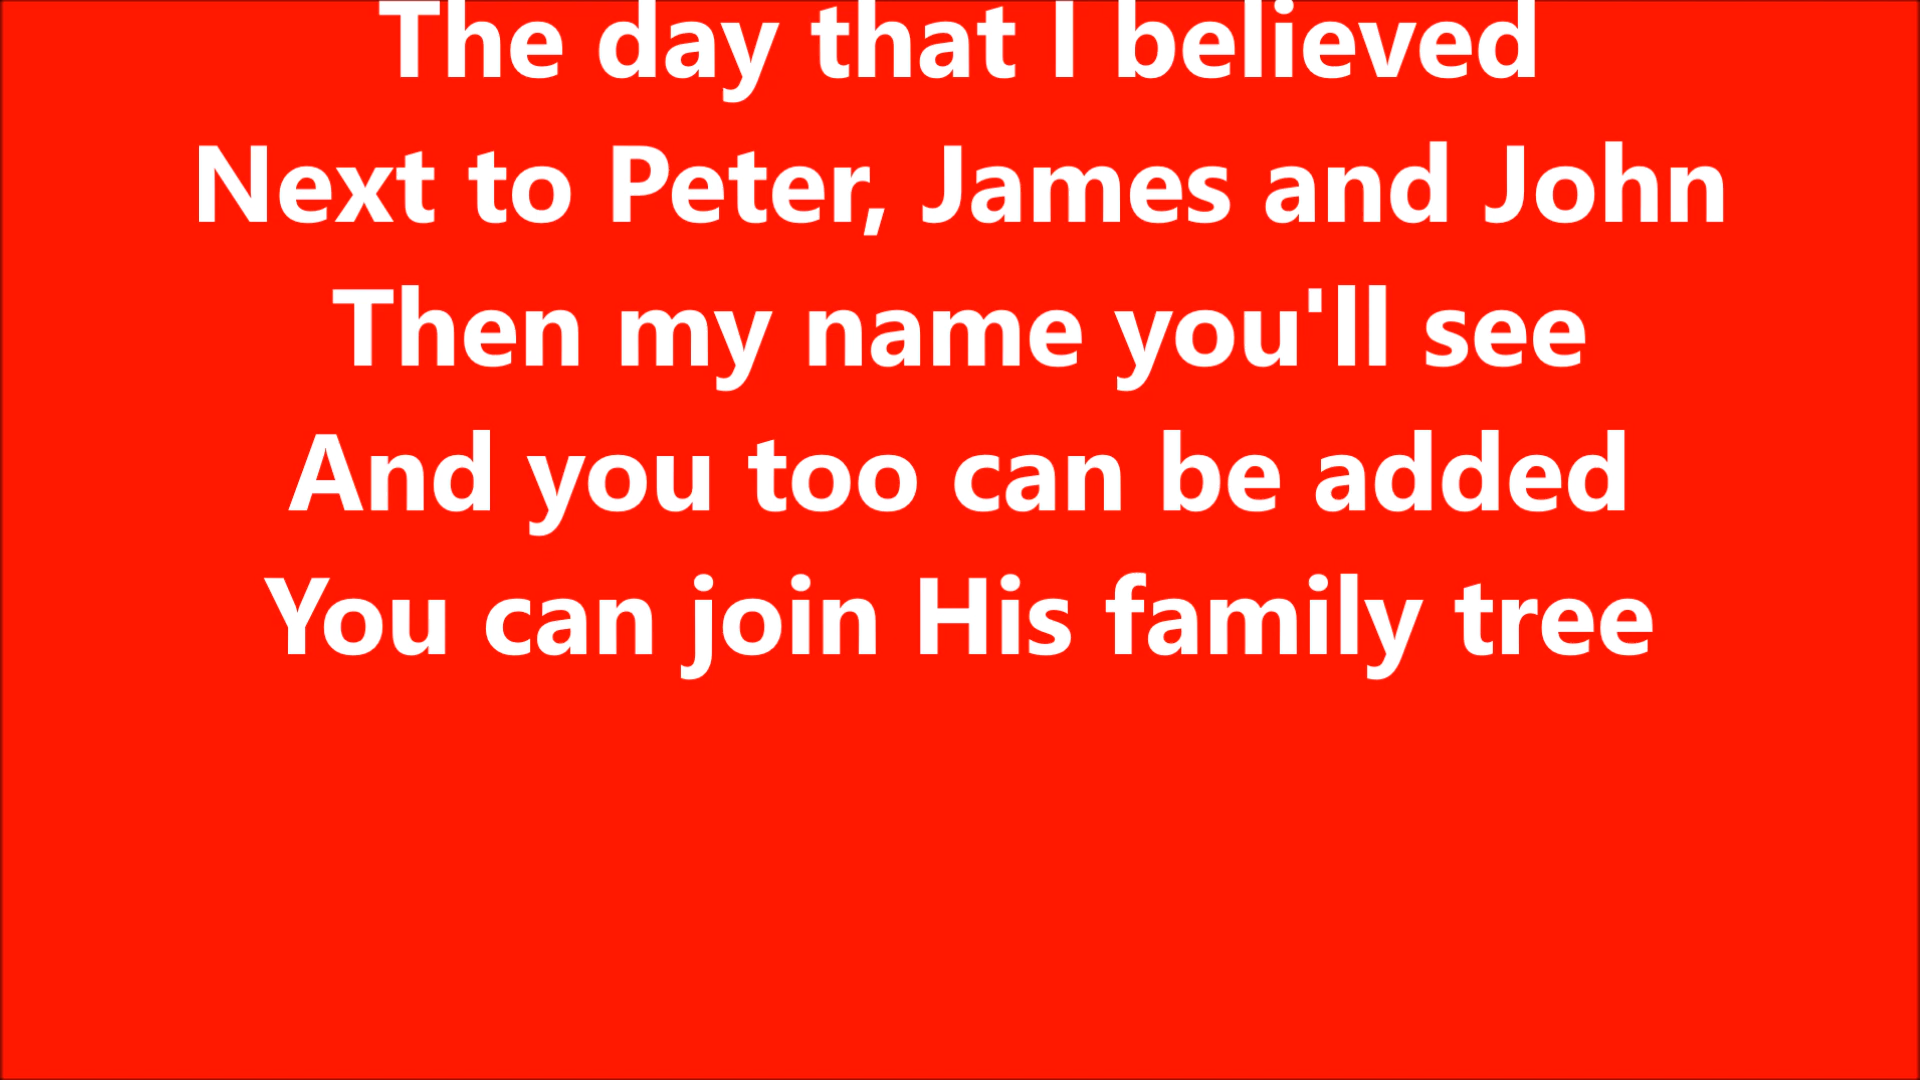 The day that I believed
Next to Peter, James and John
Then my name you'll see
And you too can be added
You can join His family tree